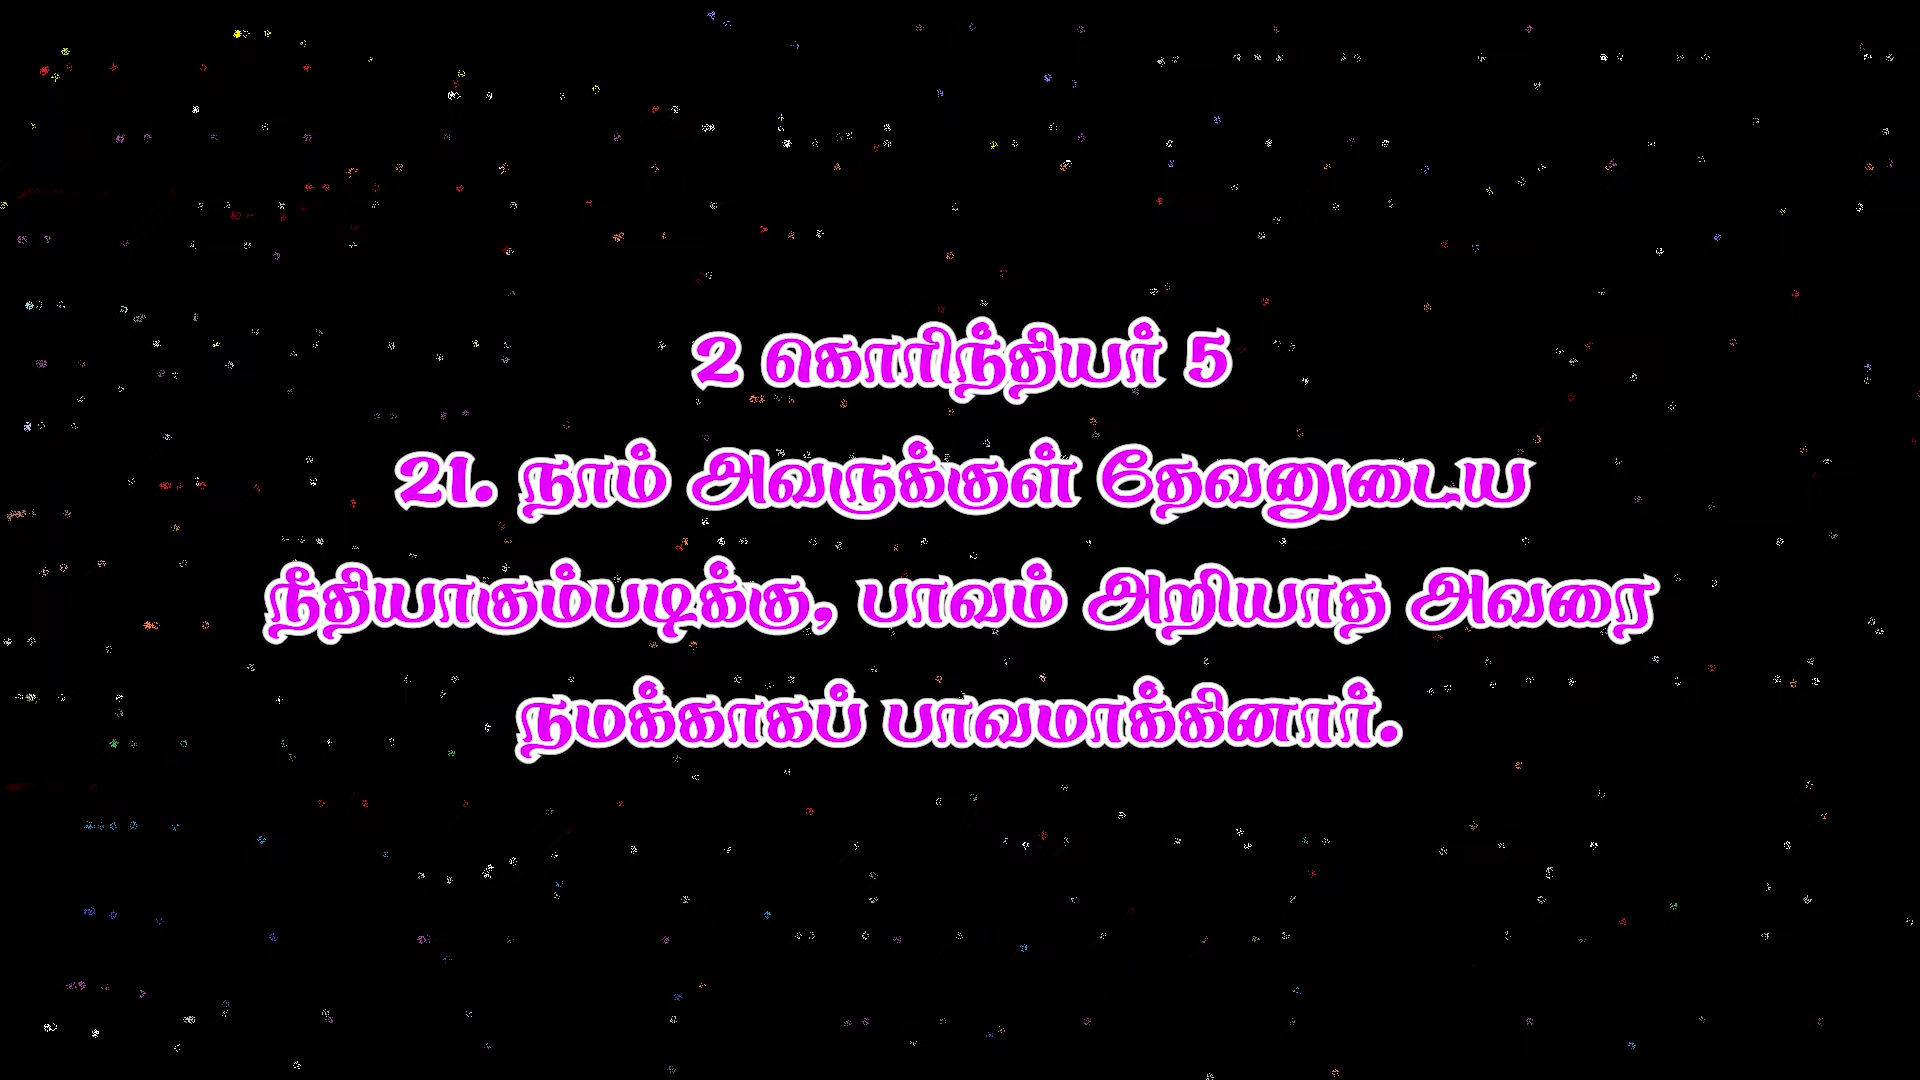 2 கொரிந்தியர் 5
21. நாம் அவருக்குள் தேவனுடைய
நீதியாகும்படிக்கு, பாவம் அறியாத அவரை
நமக்காகப் பாவமாக்கினார்.